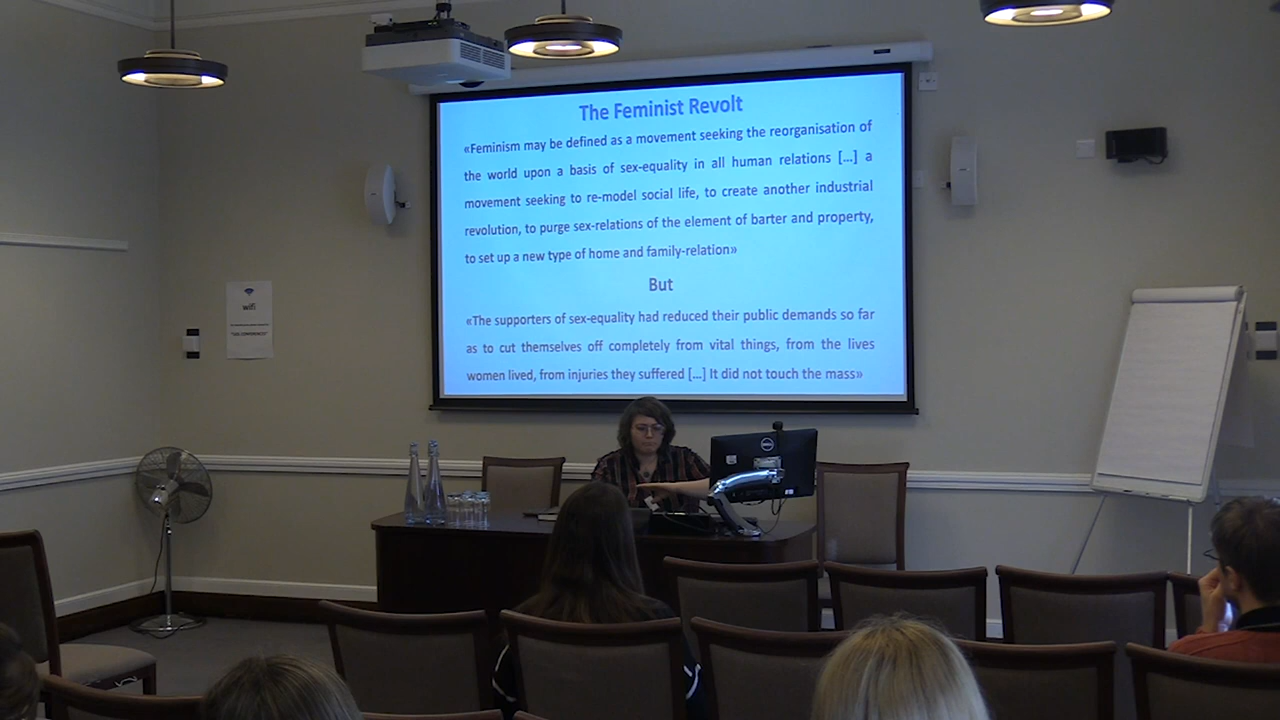 The Feminist Revolt
«Feminism may be defined as a movement seeking the reorganisation of
the world upon a basis of sex-equality in all human relations [...] a
movement seeking to re-model social life, to create another industrial
revolution, to purge sex-relations of the element of barter and property,
to set up a new type of home and family-relation»
But
«The supporters of sex-equality had reduced their public demands so far
as to cut themselves off completely from vital things, from the lives
women lived, from injuries they suffered [...] It did not touch the mass»
wifi
DELL